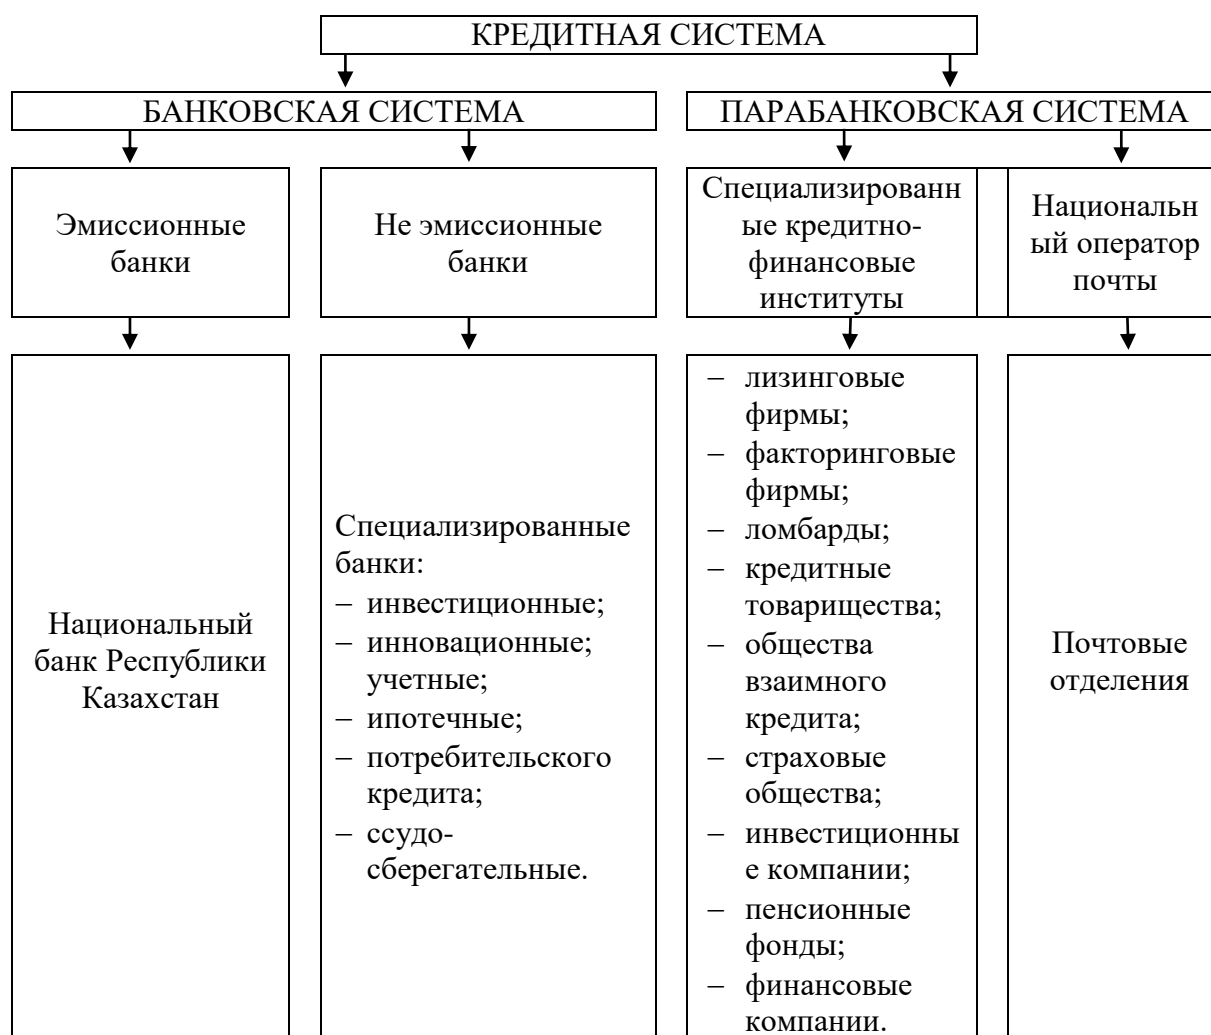 КРЕДИТНАЯ СИСТЕМА
БАНКОВСКАЯ СИСТЕМА
ПАРАБАНКОВСКАЯ СИСТЕМА
Эмиссионные
банки
Не эмиссионные
банки
Специализированн
ые кредитно-
финансовые
институты
Национальн
ый оператор
почты
Национальный
банк Республики
Казахстан
Специализированные
банки:
– инвестиционные;
– инновационные;
учетные;
– ипотечные;
– потребительского
кредита;
– ссудо-
сберегательные.
– лизинговые
фирмы;
– факторинговые
фирмы;
– ломбарды;
– кредитные
товарищества;
– общества
взаимного
кредита;
– страховые
общества;
– инвестиционны
е компании;
– пенсионные
фонды;
– финансовые
компании.
Почтовые
отделения